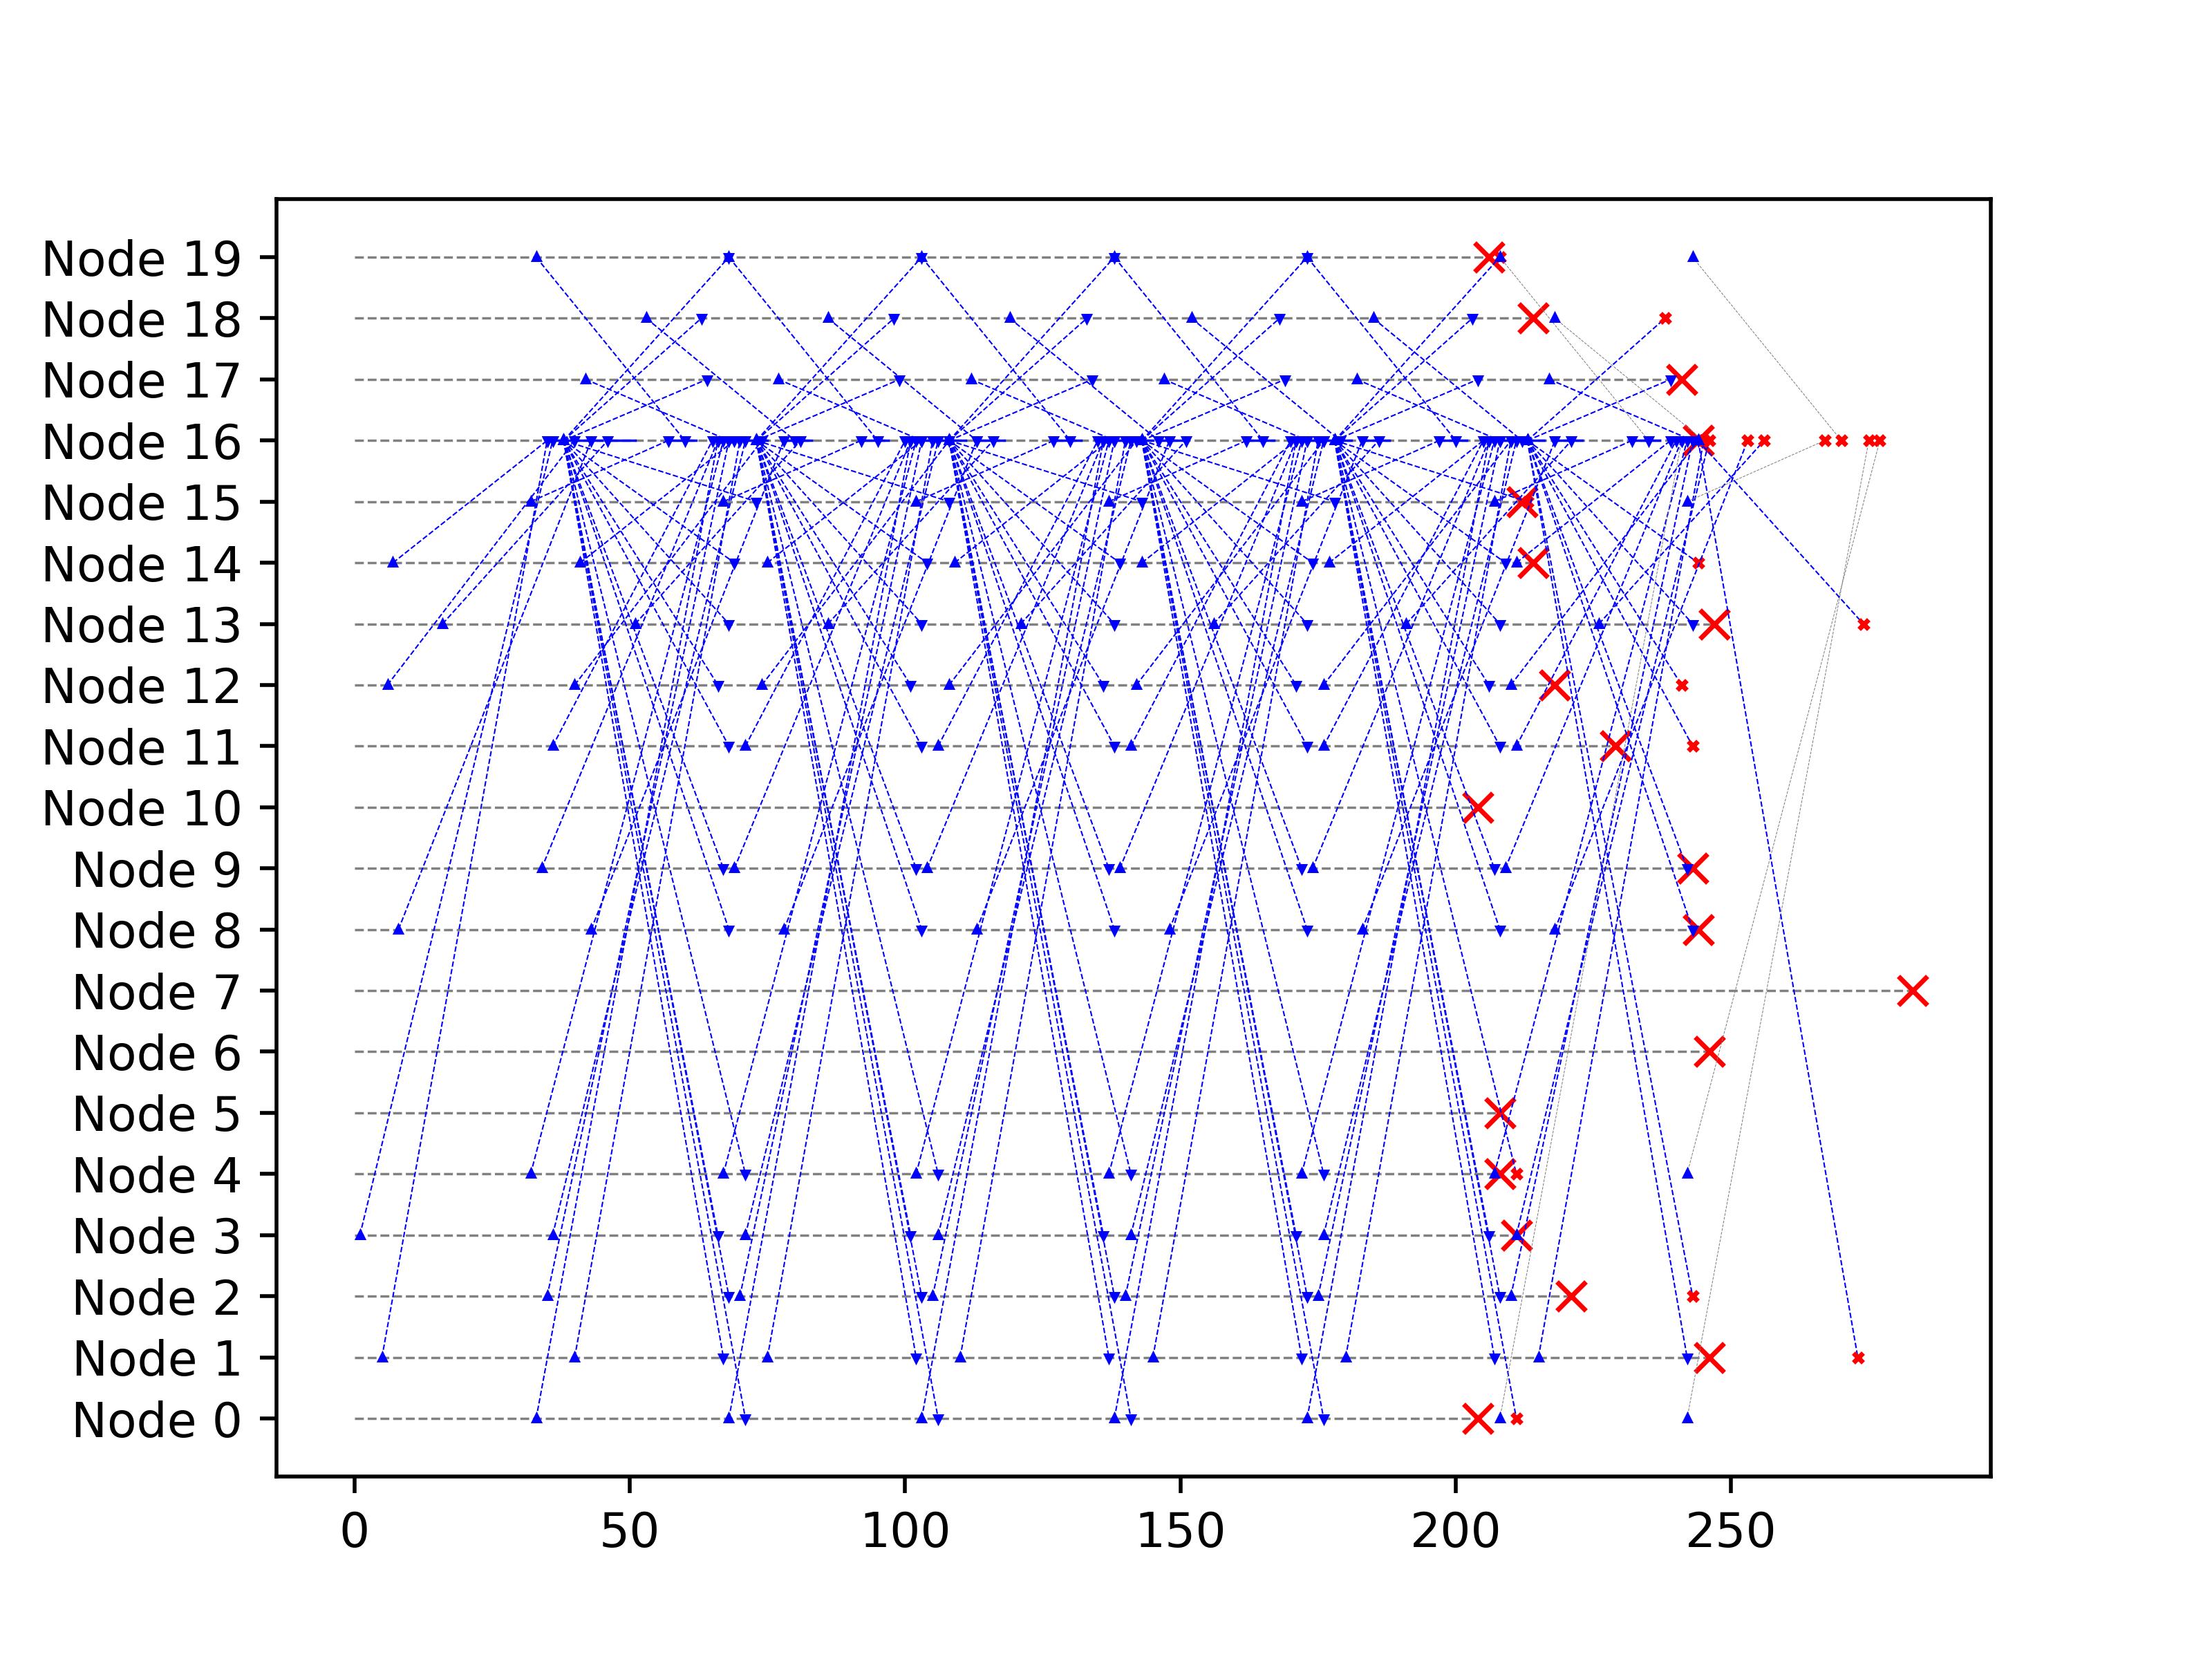 Node 19
Node 18
Node 17
Node 16
Node 15
Node 14
Node 13
Node 12
Node 11
Node 10
Node 9
Node 8
Node 7
Node 6
Node 5
Node 4
Node 3
Node 2
Node 1
Node 0
0 50 100 150 200 250